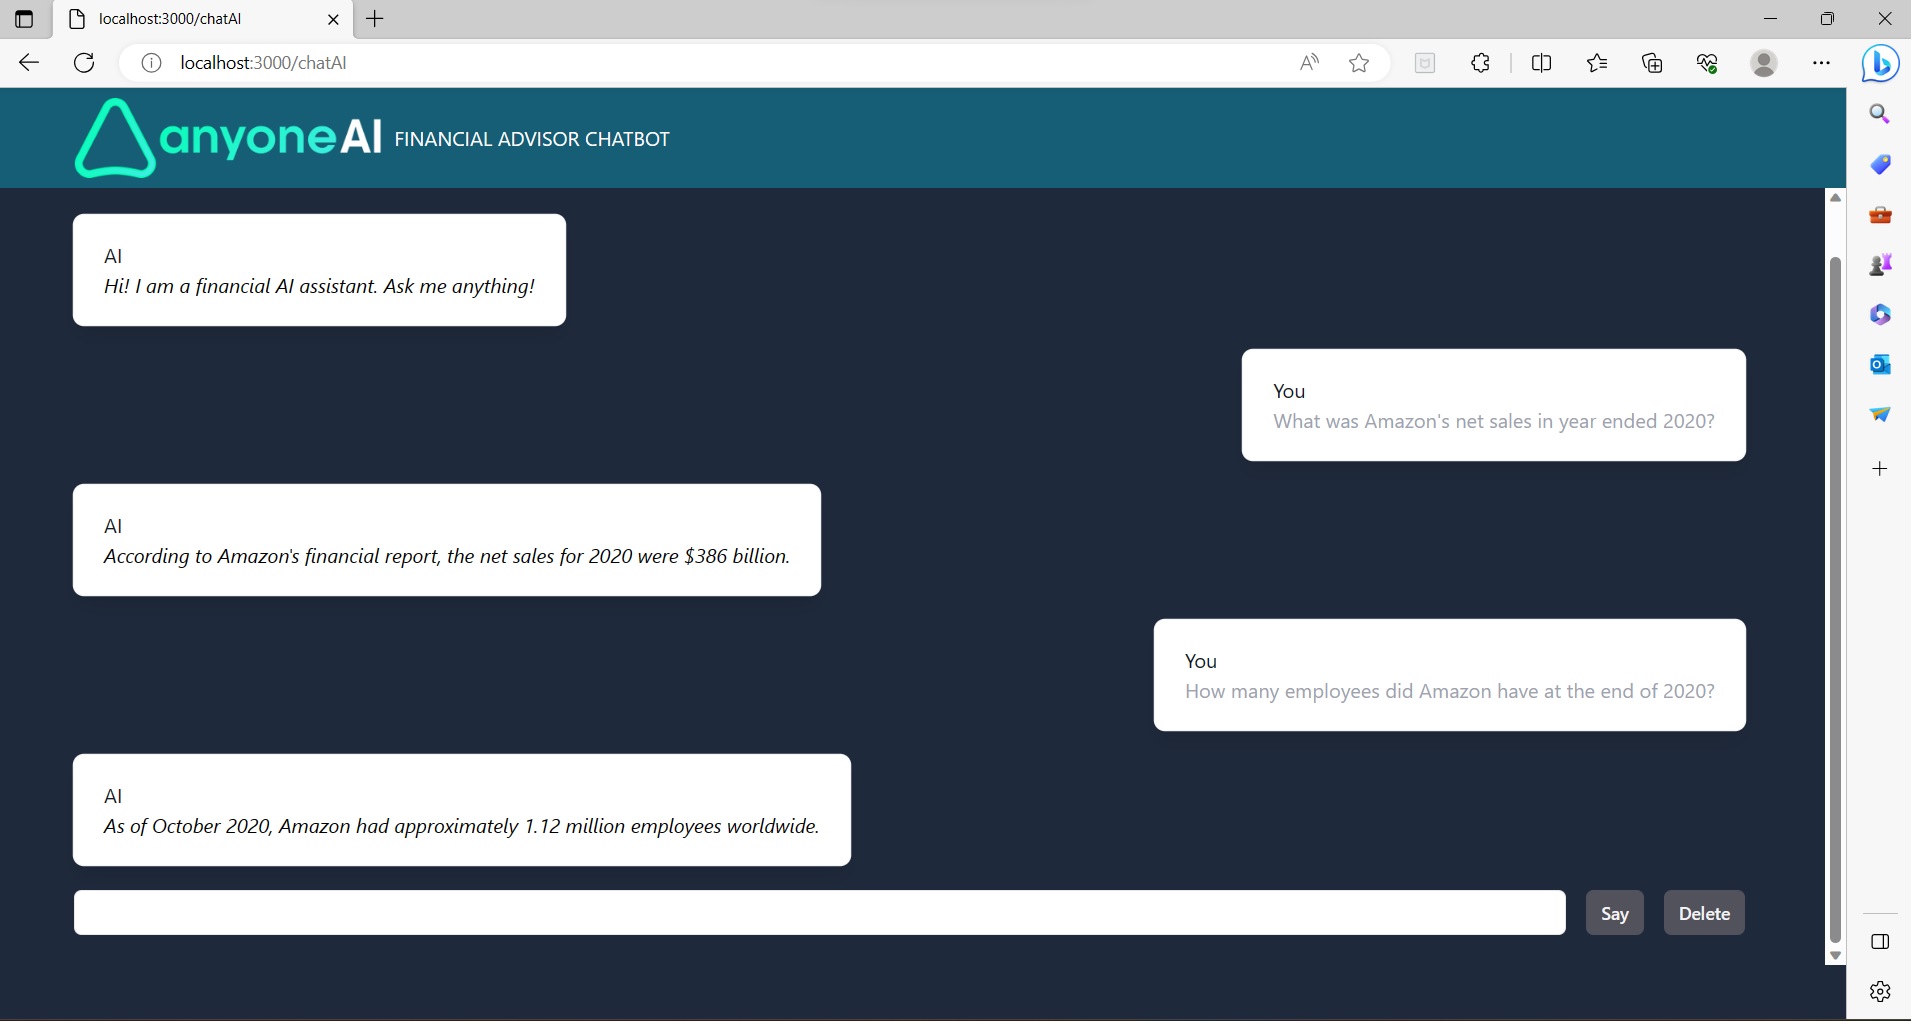 localhost:3000/chatAI
localhost:3000/chatAI
anyoneAI FINANCIAL ADVISOR CHATBOT
AI
Hi! I am a financial AI assistant. Ask me anything!
You
What was Amazon's net sales in year ended 2020?
AI
According to Amazon's financial report, the net sales for 2020 were $386 billion.
You
How many employees did Amazon have at the end of 2020?
AI
As of October 2020, Amazon had approximately 1.12 million employees worldwide.
Say Delete